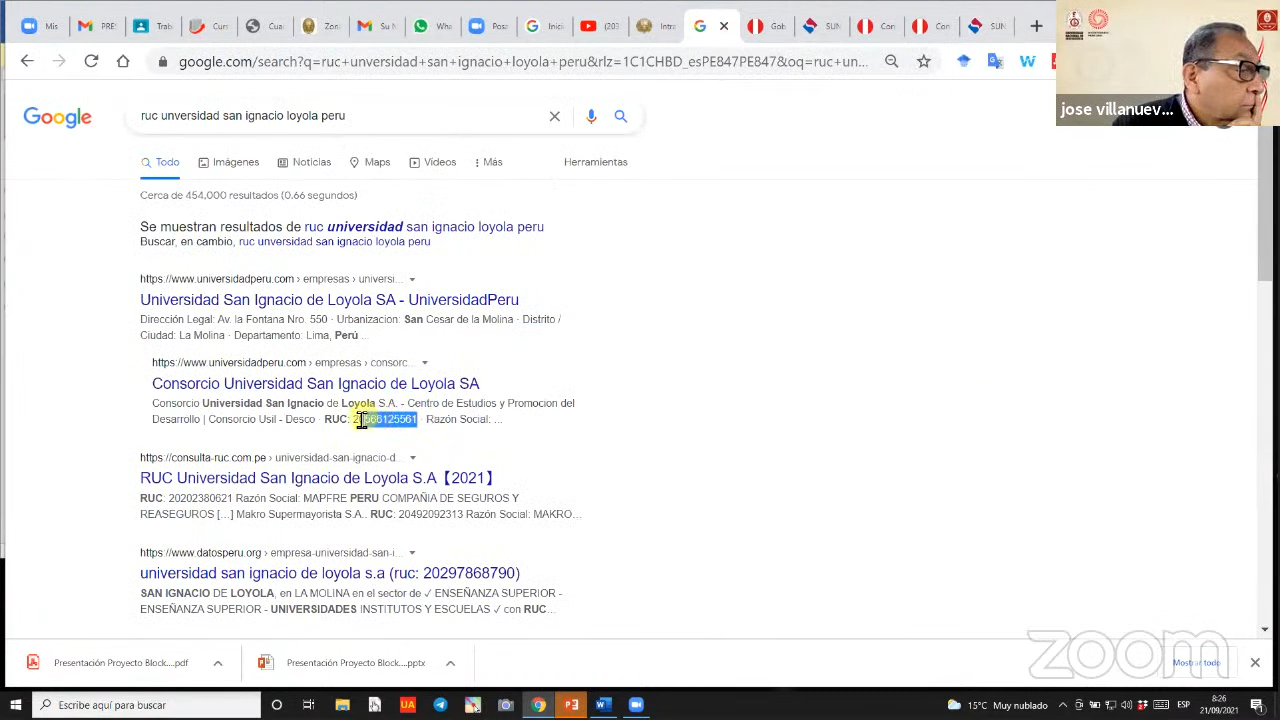 Mis
YouT
(203
Intro
SUN
SUN
google.com/search?q=ruc+unversidad+san+ignacio+loyola+peru&rlz=1C1CHBD_esPE847PE847&oq=ruc+un...
jose villanuev...
Google
ruc unversidad san ignacio loyola peru
Todo
Imágenes
Noticias
Maps
Videos
Más
Herramientas
Cerca de 454,000 resultados (0.66 segundos)
Se muestran resultados de ruc universidad san ignacio loyola peru
Buscar, en cambio, ruc unversidad san ignacio loyola peru
https://www.universidadperu.com › empresas › universi...
Universidad San Ignacio de Loyola SA - UniversidadPeru
Dirección Legal: Av. la Fontana Nro. 550 · Urbanizacion: San Cesar de la Molina · Distrito /
Ciudad: La Molina · Departamento: Lima, Perú ...
https://www.universidadperu.com › empresas › consorc...
Consorcio Universidad San Ignacio de Loyola SA
Consorcio Universidad San Ignacio de Loyola S.A. - Centro de Estudios y Promocion del
Desarrollo | Consorcio Usil - Desco · RUC: Razón Social: ...
https://consulta-ruc.com.pe › universidad-san-ignacio-d...
RUC Universidad San Ignacio de Loyola S.A【2021】
RUC: 20202380621 Razón Social: MAPFRE PERU COMPAÑIA DE SEGUROS Y
REASEGUROS [...] Makro Supermayorista S.A.. RUC: 20492092313 Razón Social: MAKRO...
https://www.datosperu.org › empresa-universidad-san-i...
universidad san ignacio de loyola s.a (ruc: 20297868790)
SAN IGNACIO DE LOYOLA, en LA MOLINA en el sector de ✓ ENSEÑANZA SUPERIOR -
ENSEÑANZA SUPERIOR - UNIVERSIDADES INSTITUTOS Y ESCUELAS ✓ con RUC...
Presentación Proyecto Block....pdf
Presentación Proyecto Block....pptx
Mostrar todo
zoom
Escribe aquí para buscar
UA
15°C Muy nublado
ESP
8:26
21/09/2021